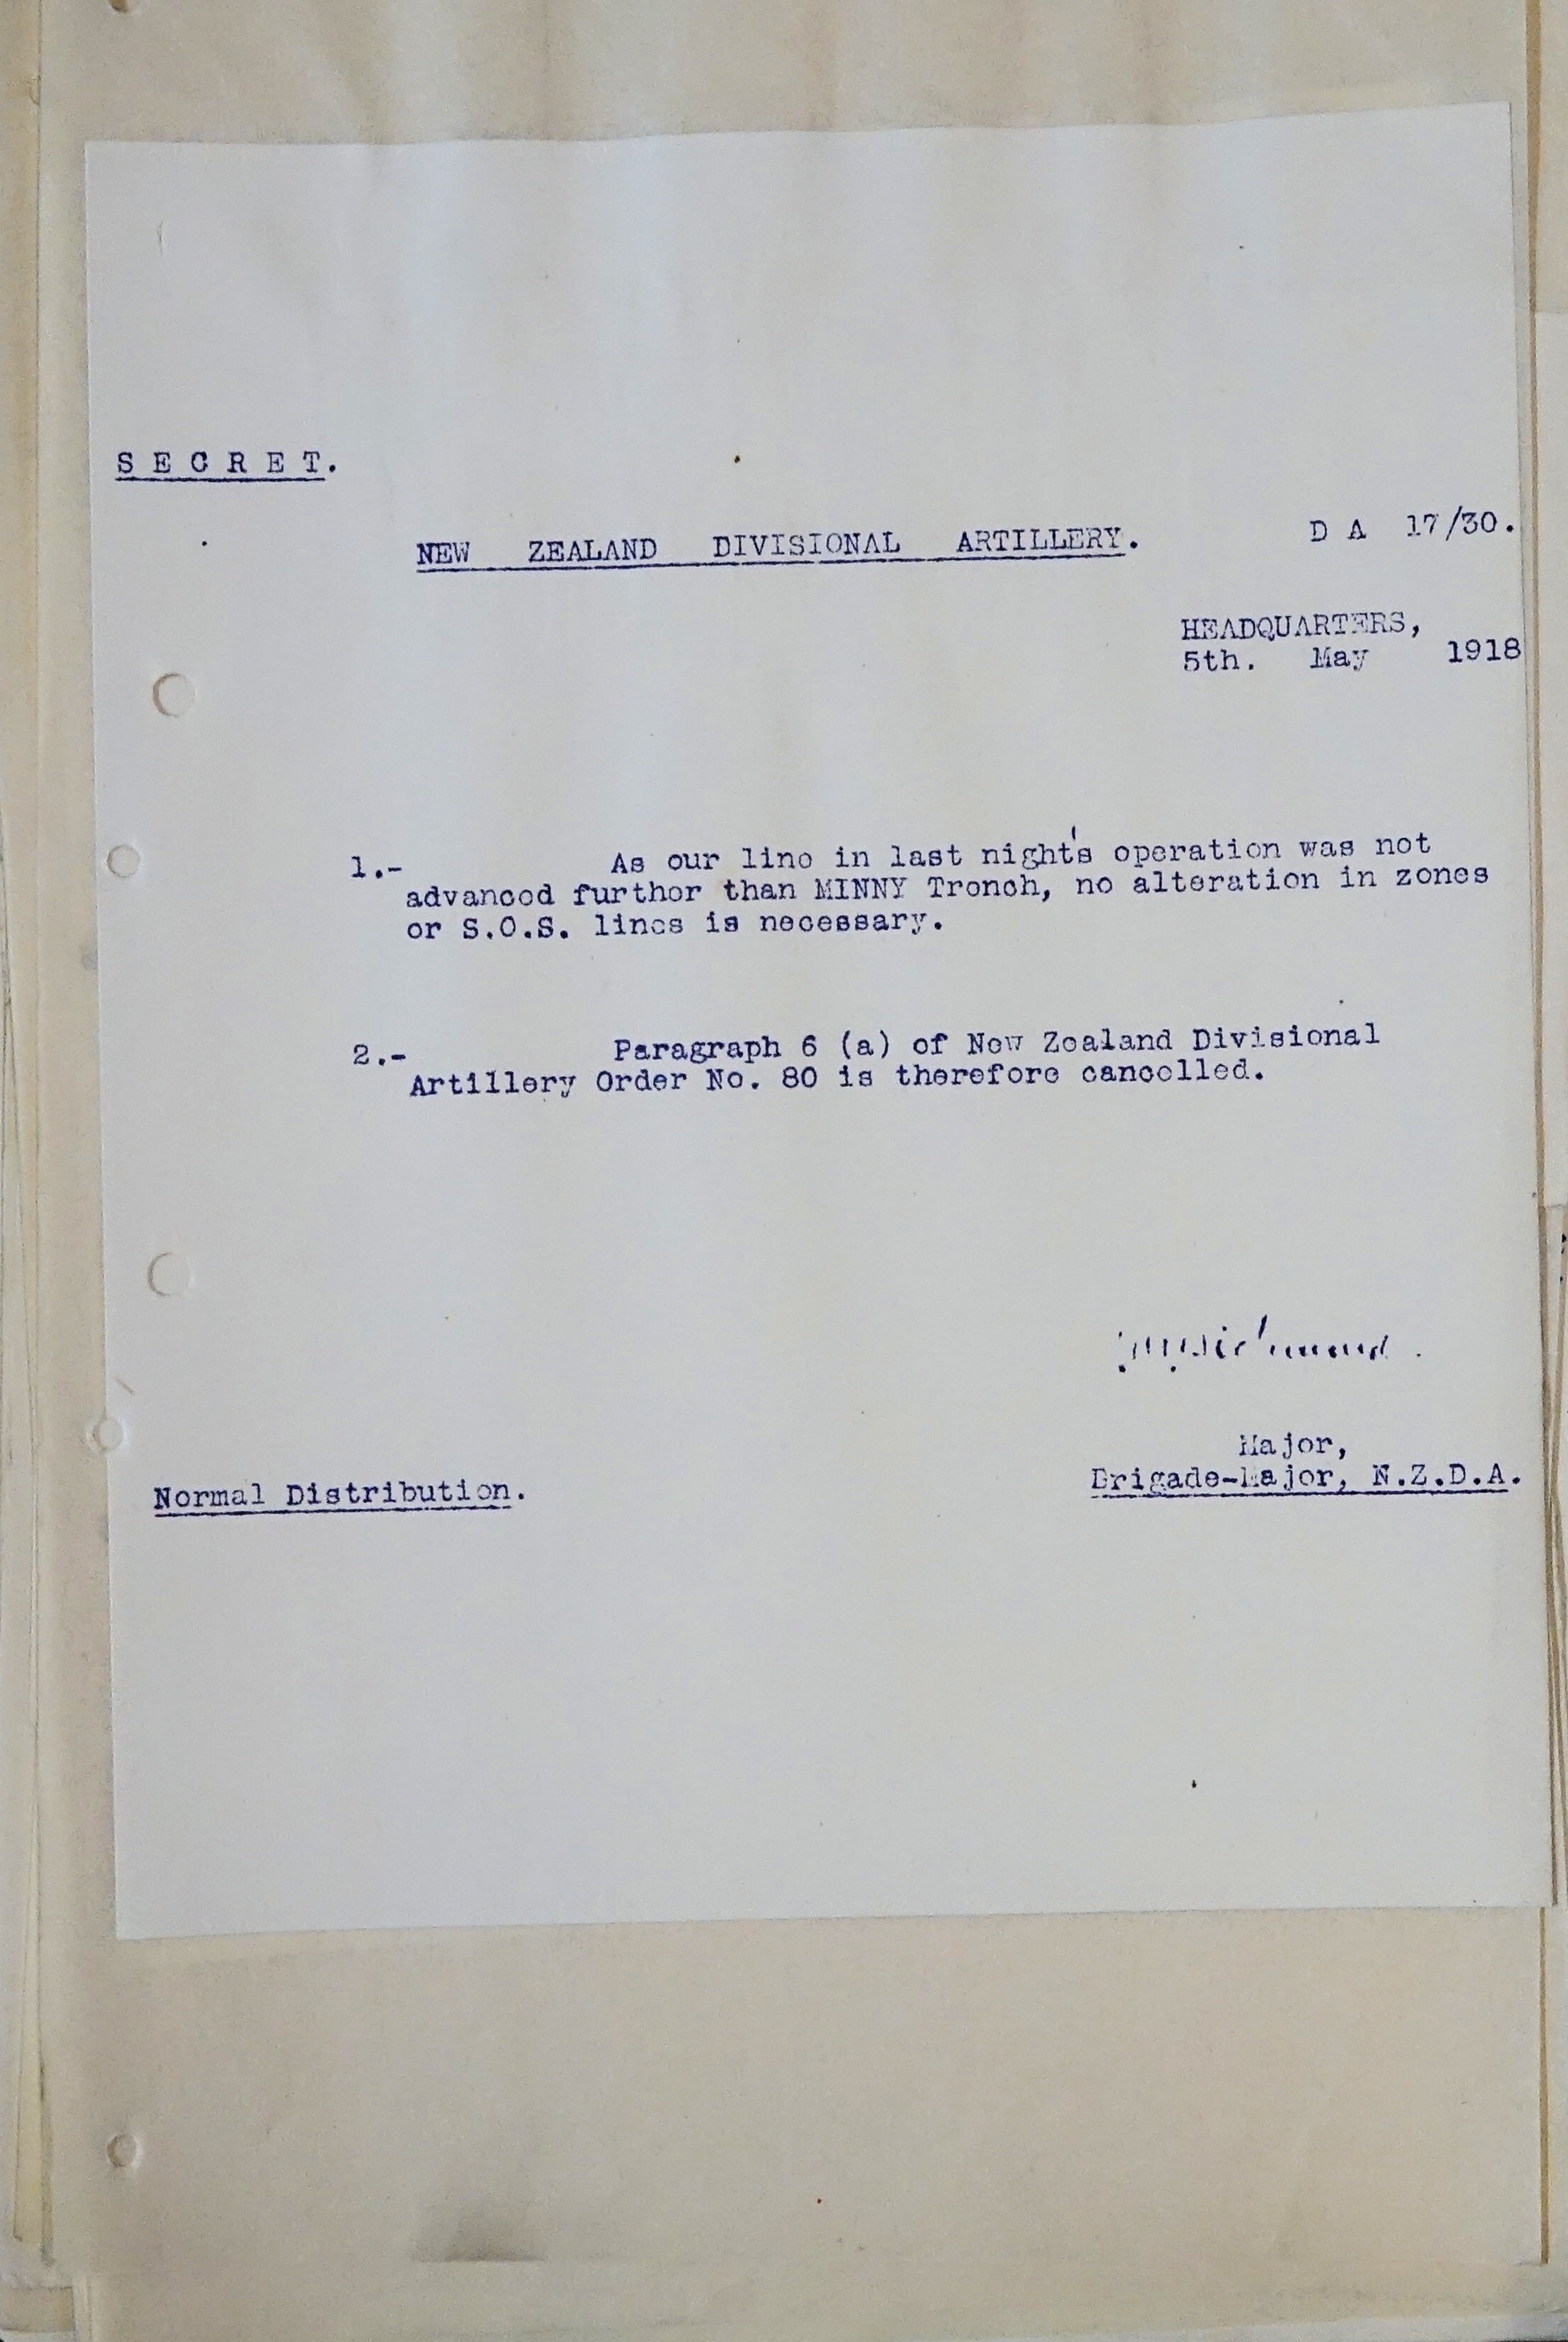 S E C R E T.
D A 17/30.
NEW ZEALAND DIVISIONAL ARTILLERY.
HEADQUARTERS,
5th. May 1918
1.- As our line in last night's operation was not
advanced further than MINNY Trench, no alteration in zones
or S.O.S. lines is necessary.
2.- Paragraph 6 (a) of New Zealand Divisional
Artillery Order No. 80 is therefore cancelled.
Major,
Brigade-Major, N.Z.D.A.
Normal Distribution.